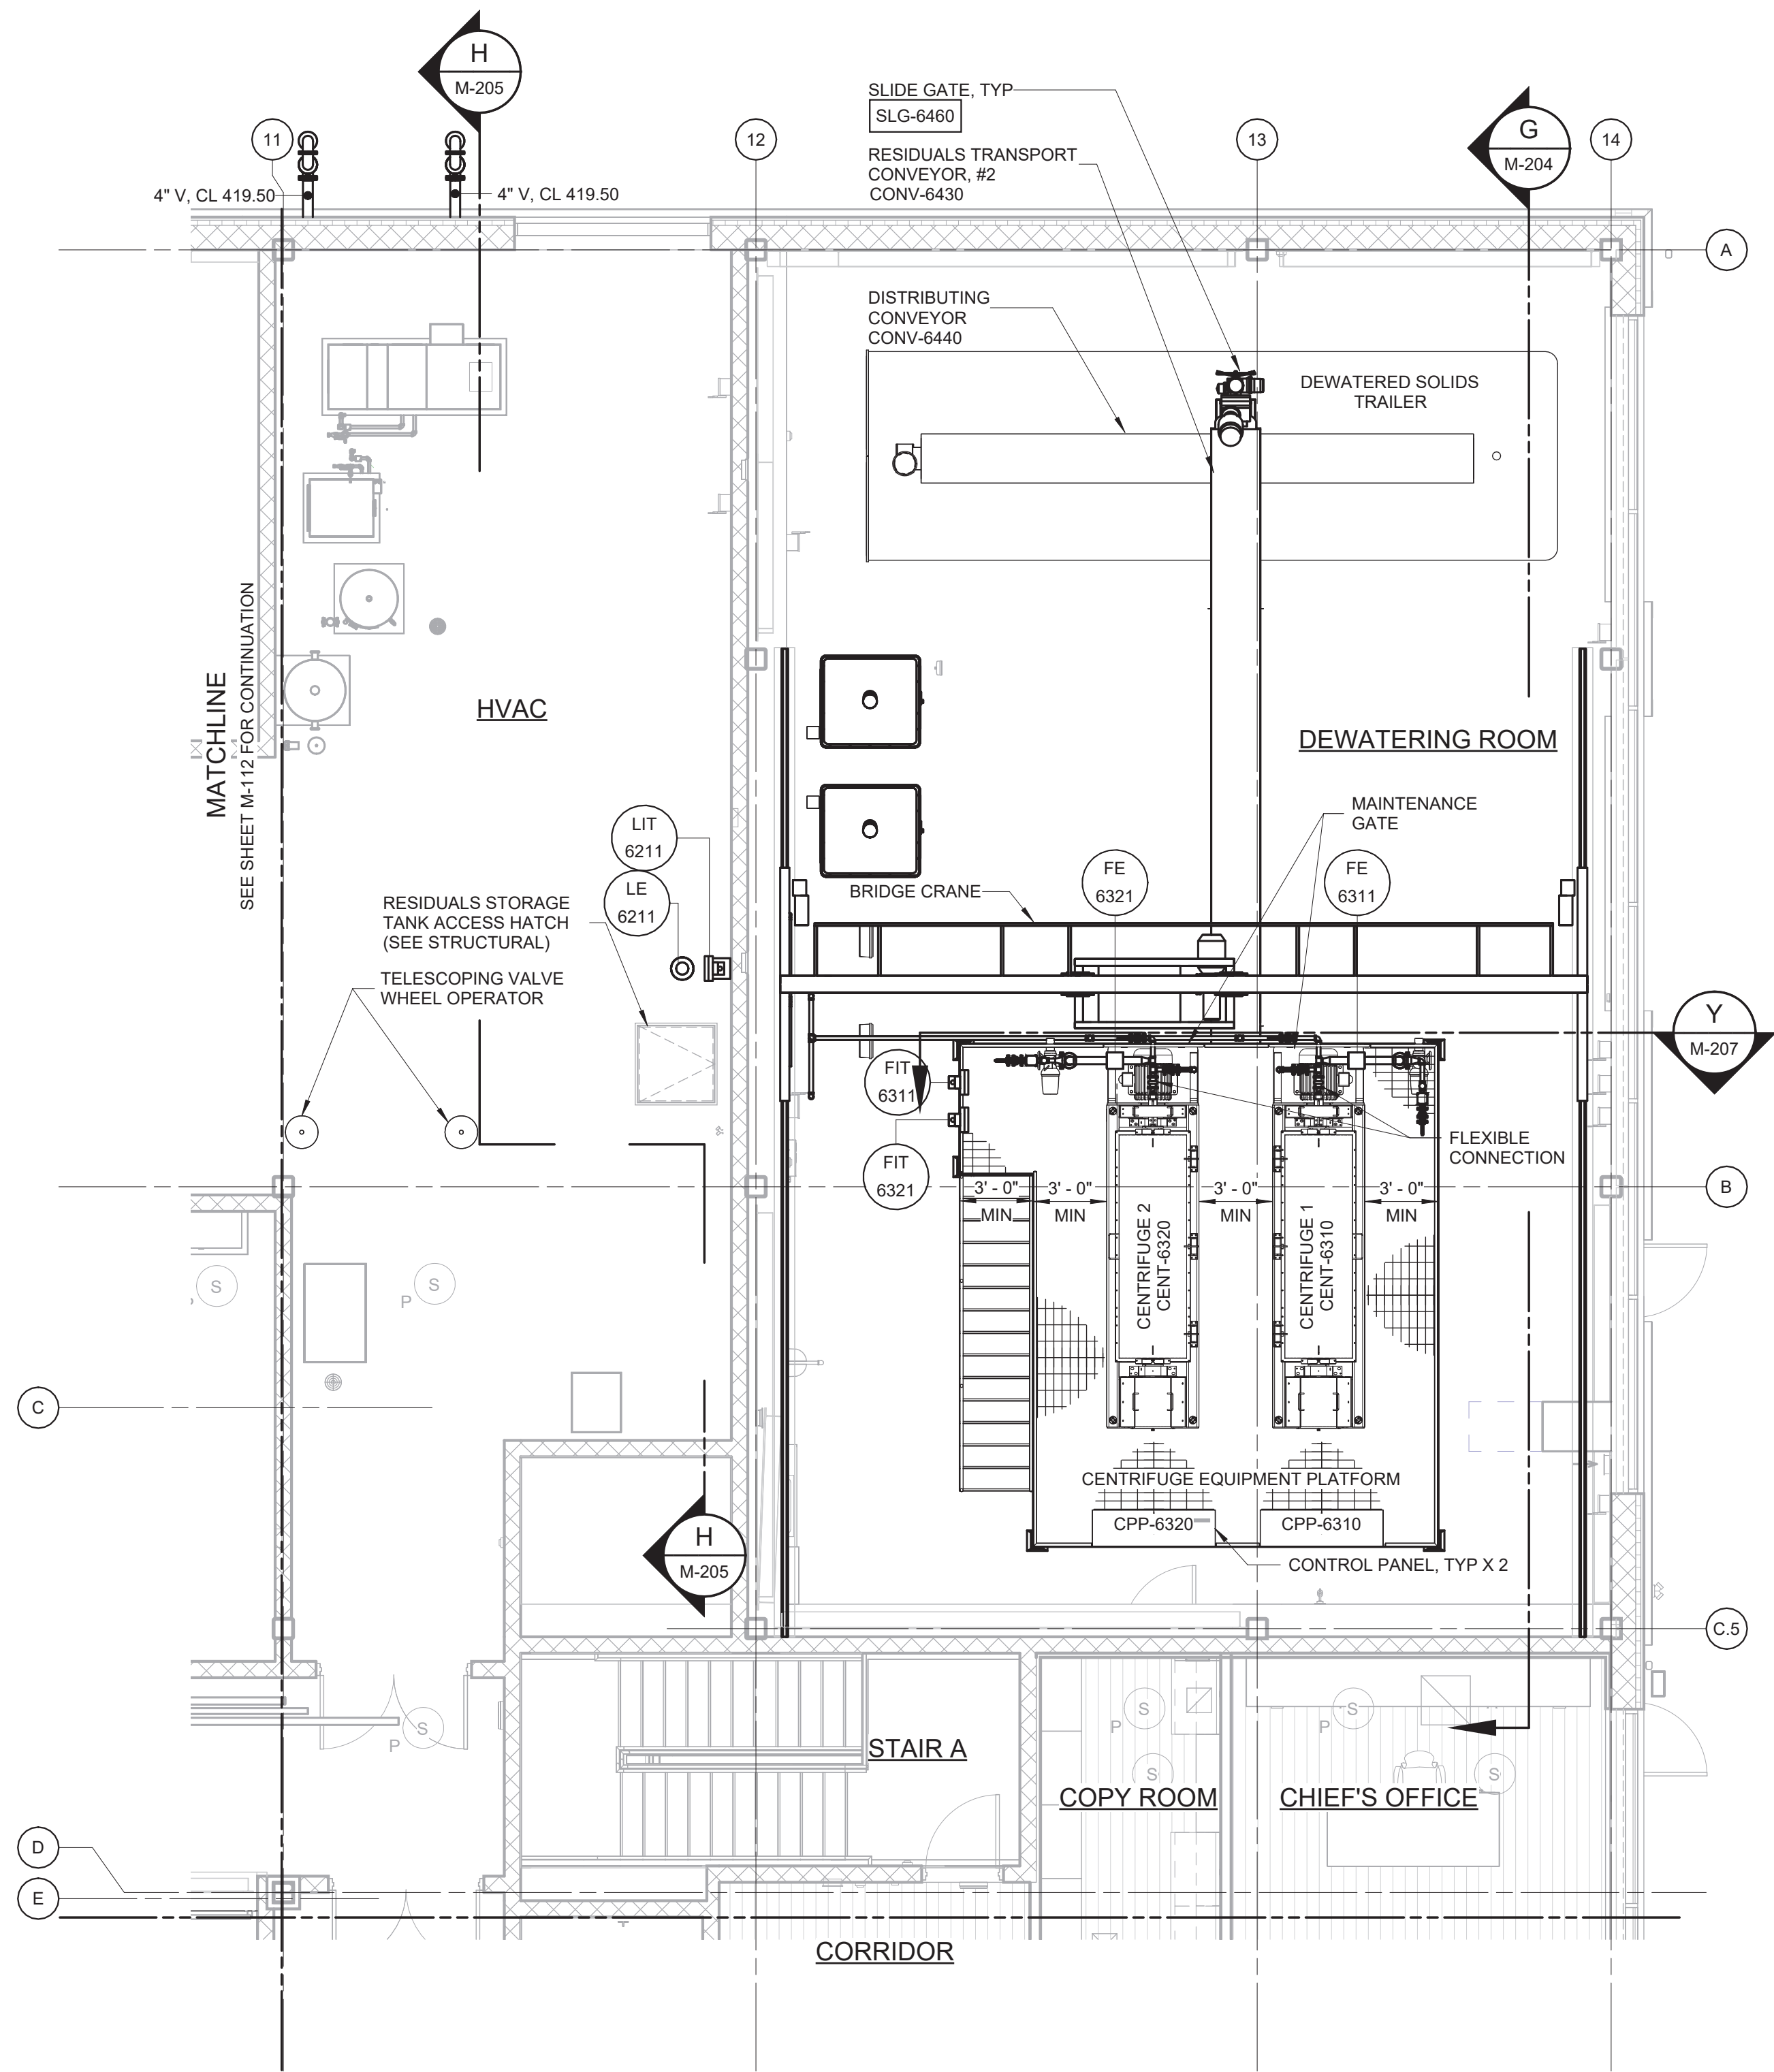 H
M-205
SLIDE GATE, TYP
SLG-6460
G
M-204
11
12
13
14
RESIDUALS TRANSPORT
CONVEYOR, #2
CONV-6430
4" V, CL 419.50
4" V, CL 419.50
A
DISTRIBUTING
CONVEYOR
CONV-6440
DEWATERED SOLIDS
TRAILER
MATCHLINE
SEE SHEET M-112 FOR CONTINUATION
HVAC
DEWATERING ROOM
MAINTENANCE
GATE
LIT
6211
LE
6211
FE
6321
FE
6311
BRIDGE CRANE
RESIDUALS STORAGE
TANK ACCESS HATCH
(SEE STRUCTURAL)
TELESCOPING VALVE
WHEEL OPERATOR
Y
M-207
FIT
6311
FIT
6321
FLEXIBLE
CONNECTION
B
3' - 0"
MIN
3' - 0"
MIN
3' - 0"
MIN
3' - 0"
MIN
CENTRIFUGE 2
CENT-6320
CENTRIFUGE 1
CENT-6310
S
P
S
C
CENTRIFUGE EQUIPMENT PLATFORM
CPP-6320
CPP-6310
CONTROL PANEL, TYP X 2
H
M-205
C.5
S
P
S
P
S
P
STAIR A
S
S
COPY ROOM
CHIEF'S OFFICE
D
E
CORRIDOR